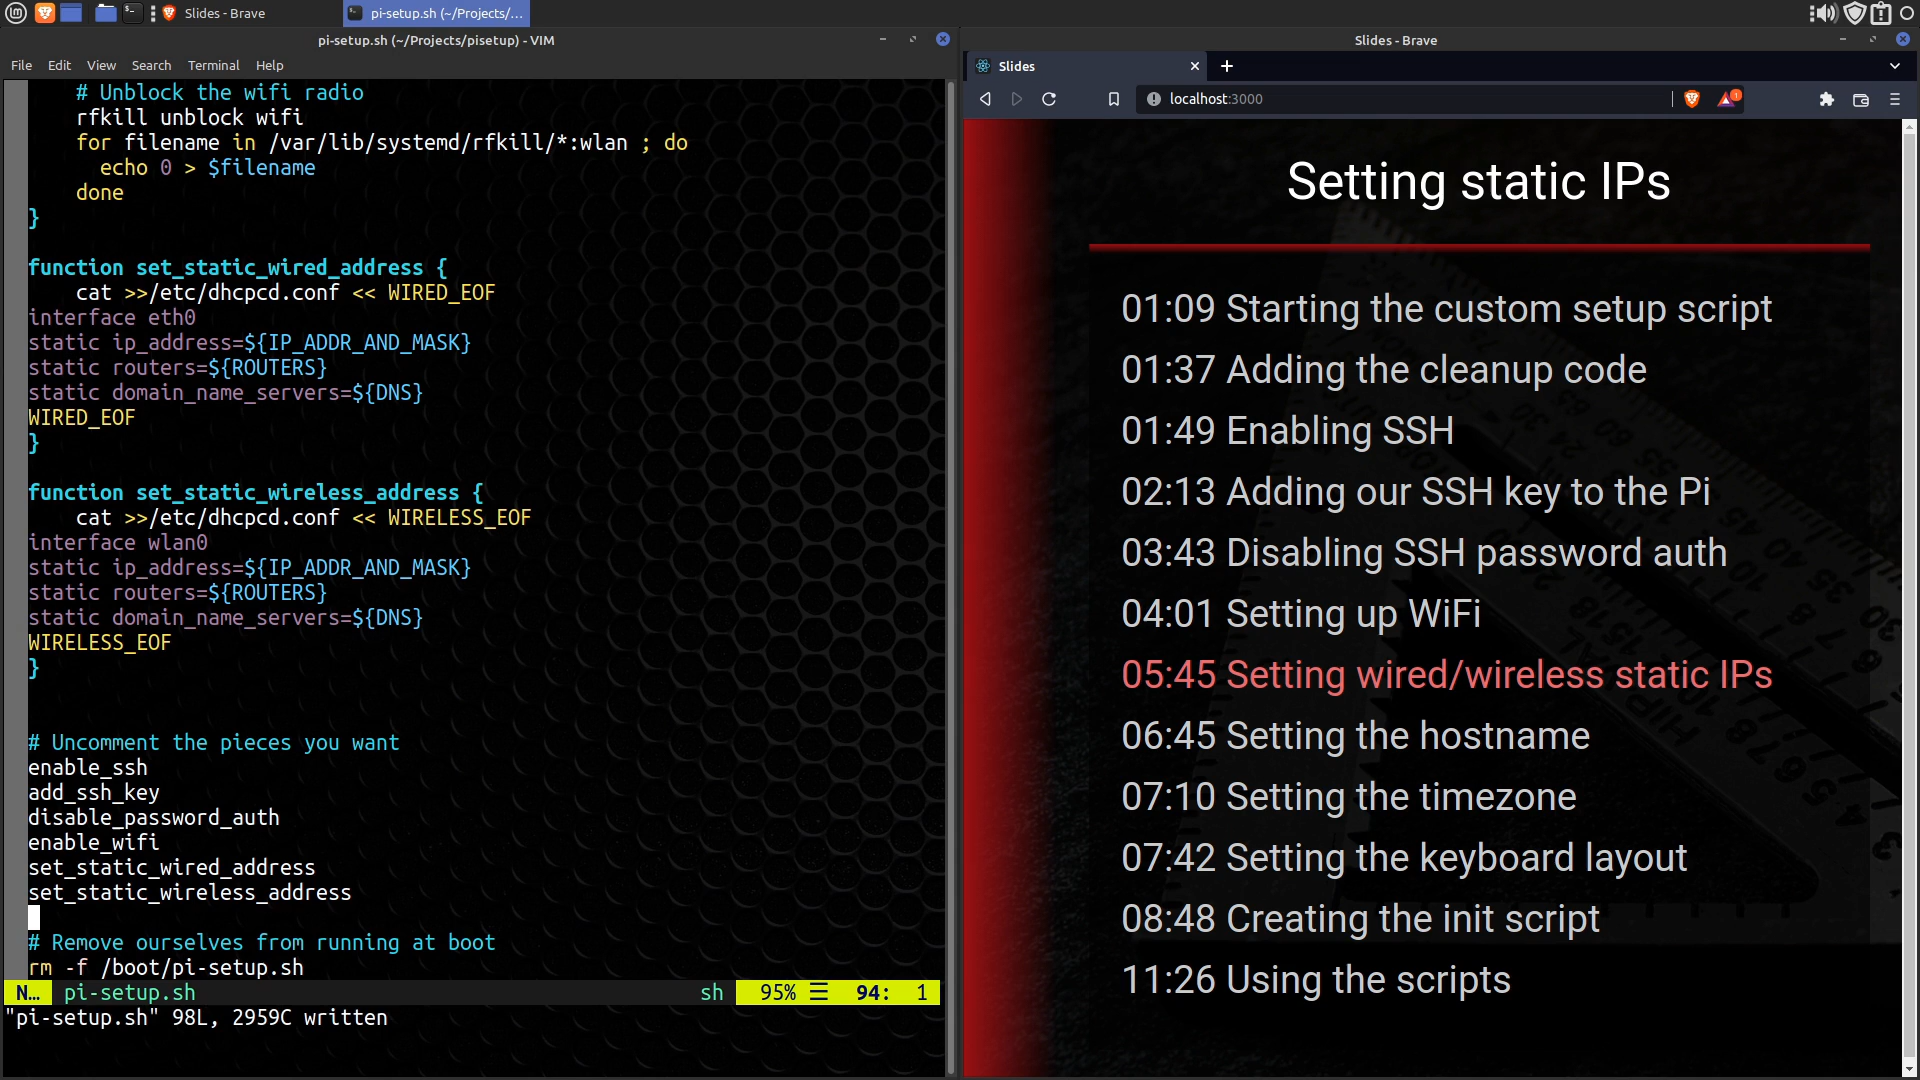 Slides - Brave
pi-setup.sh (~/Projects/...
pi-setup.sh (~/Projects/pisetup) - VIM
File Edit View Search Terminal Help
# Unblock the wifi radio
rfkill unblock wifi
for filename in /var/lib/systemd/rfkill/*:wlan ; do
echo 0 > $filename
done
}
function set_static_wired_address {
cat >>/etc/dhcpcd.conf << WIRED_EOF
interface eth0
static ip_address=${IP_ADDR_AND_MASK}
static routers=${ROUTERS}
static domain_name_servers=${DNS}
WIRED_EOF
}
function set_static_wireless_address {
cat >>/etc/dhcpcd.conf << WIRELESS_EOF
interface wlan0
static ip_address=${IP_ADDR_AND_MASK}
static routers=${ROUTERS}
static domain_name_servers=${DNS}
WIRELESS_EOF
}
# Uncomment the pieces you want
enable_ssh
add_ssh_key
disable_password_auth
enable_wifi
set_static_wired_address
set_static_wireless_address
# Remove ourselves from running at boot
rm -f /boot/pi-setup.sh
N... pi-setup.sh sh 95% ☰ 94: 1
"pi-setup.sh" 98L, 2959C written
Slides - Brave
Slides
localhost:3000
1
Setting static IPs
01:09 Starting the custom setup script
01:37 Adding the cleanup code
01:49 Enabling SSH
02:13 Adding our SSH key to the Pi
03:43 Disabling SSH password auth
04:01 Setting up WiFi
05:45 Setting wired/wireless static IPs
06:45 Setting the hostname
07:10 Setting the timezone
07:42 Setting the keyboard layout
08:48 Creating the init script
11:26 Using the scripts